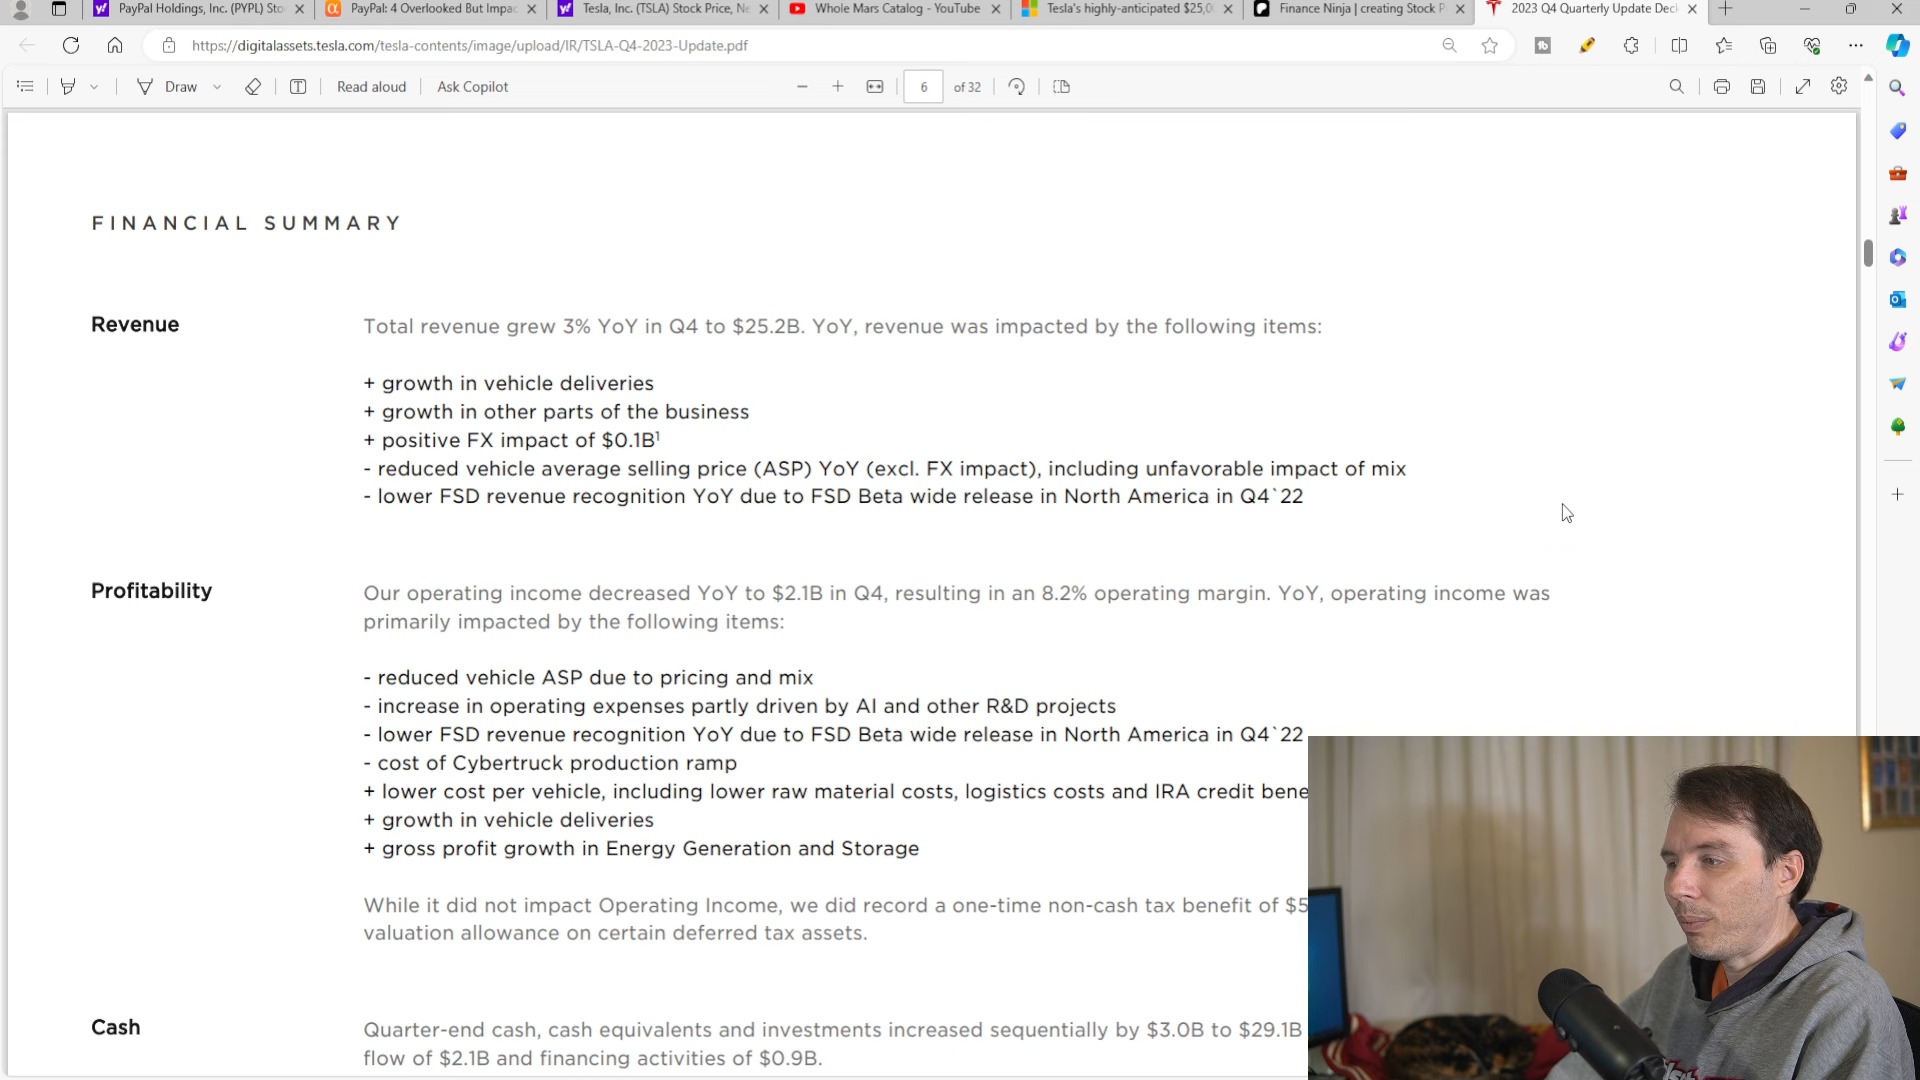 PayPal Holdings, Inc. (PYPL) Sto
PayPal: 4 Overlooked But Impac
Tesla, Inc. (TSLA) Stock Price, Ne
Whole Mars Catalog - YouTube
Tesla's highly-anticipated $25,0
Finance Ninja | creating Stock P
2023 Q4 Quarterly Update Dec
https://digitalassets.tesla.com/tesla-contents/image/upload/IR/TSLA-Q4-2023-Update.pdf
Draw
Read aloud
Ask Copilot
6
of 32
FINANCIAL SUMMARY
Revenue
Total revenue grew 3% YoY in Q4 to $25.2B. YoY, revenue was impacted by the following items:
+ growth in vehicle deliveries
+ growth in other parts of the business
+ positive FX impact of $0.1B¹
- reduced vehicle average selling price (ASP) YoY (excl. FX impact), including unfavorable impact of mix
- lower FSD revenue recognition YoY due to FSD Beta wide release in North America in Q4`22
Profitability
Our operating income decreased YoY to $2.1B in Q4, resulting in an 8.2% operating margin. YoY, operating income was
primarily impacted by the following items:
- reduced vehicle ASP due to pricing and mix
- increase in operating expenses partly driven by AI and other R&D projects
- lower FSD revenue recognition YoY due to FSD Beta wide release in North America in Q4`22
- cost of Cybertruck production ramp
+ lower cost per vehicle, including lower raw material costs, logistics costs and IRA credit bene
+ growth in vehicle deliveries
+ gross profit growth in Energy Generation and Storage
While it did not impact Operating Income, we did record a one-time non-cash tax benefit of $5
valuation allowance on certain deferred tax assets.
Cash
Quarter-end cash, cash equivalents and investments increased sequentially by $3.0B to $29.1B
flow of $2.1B and financing activities of $0.9B.